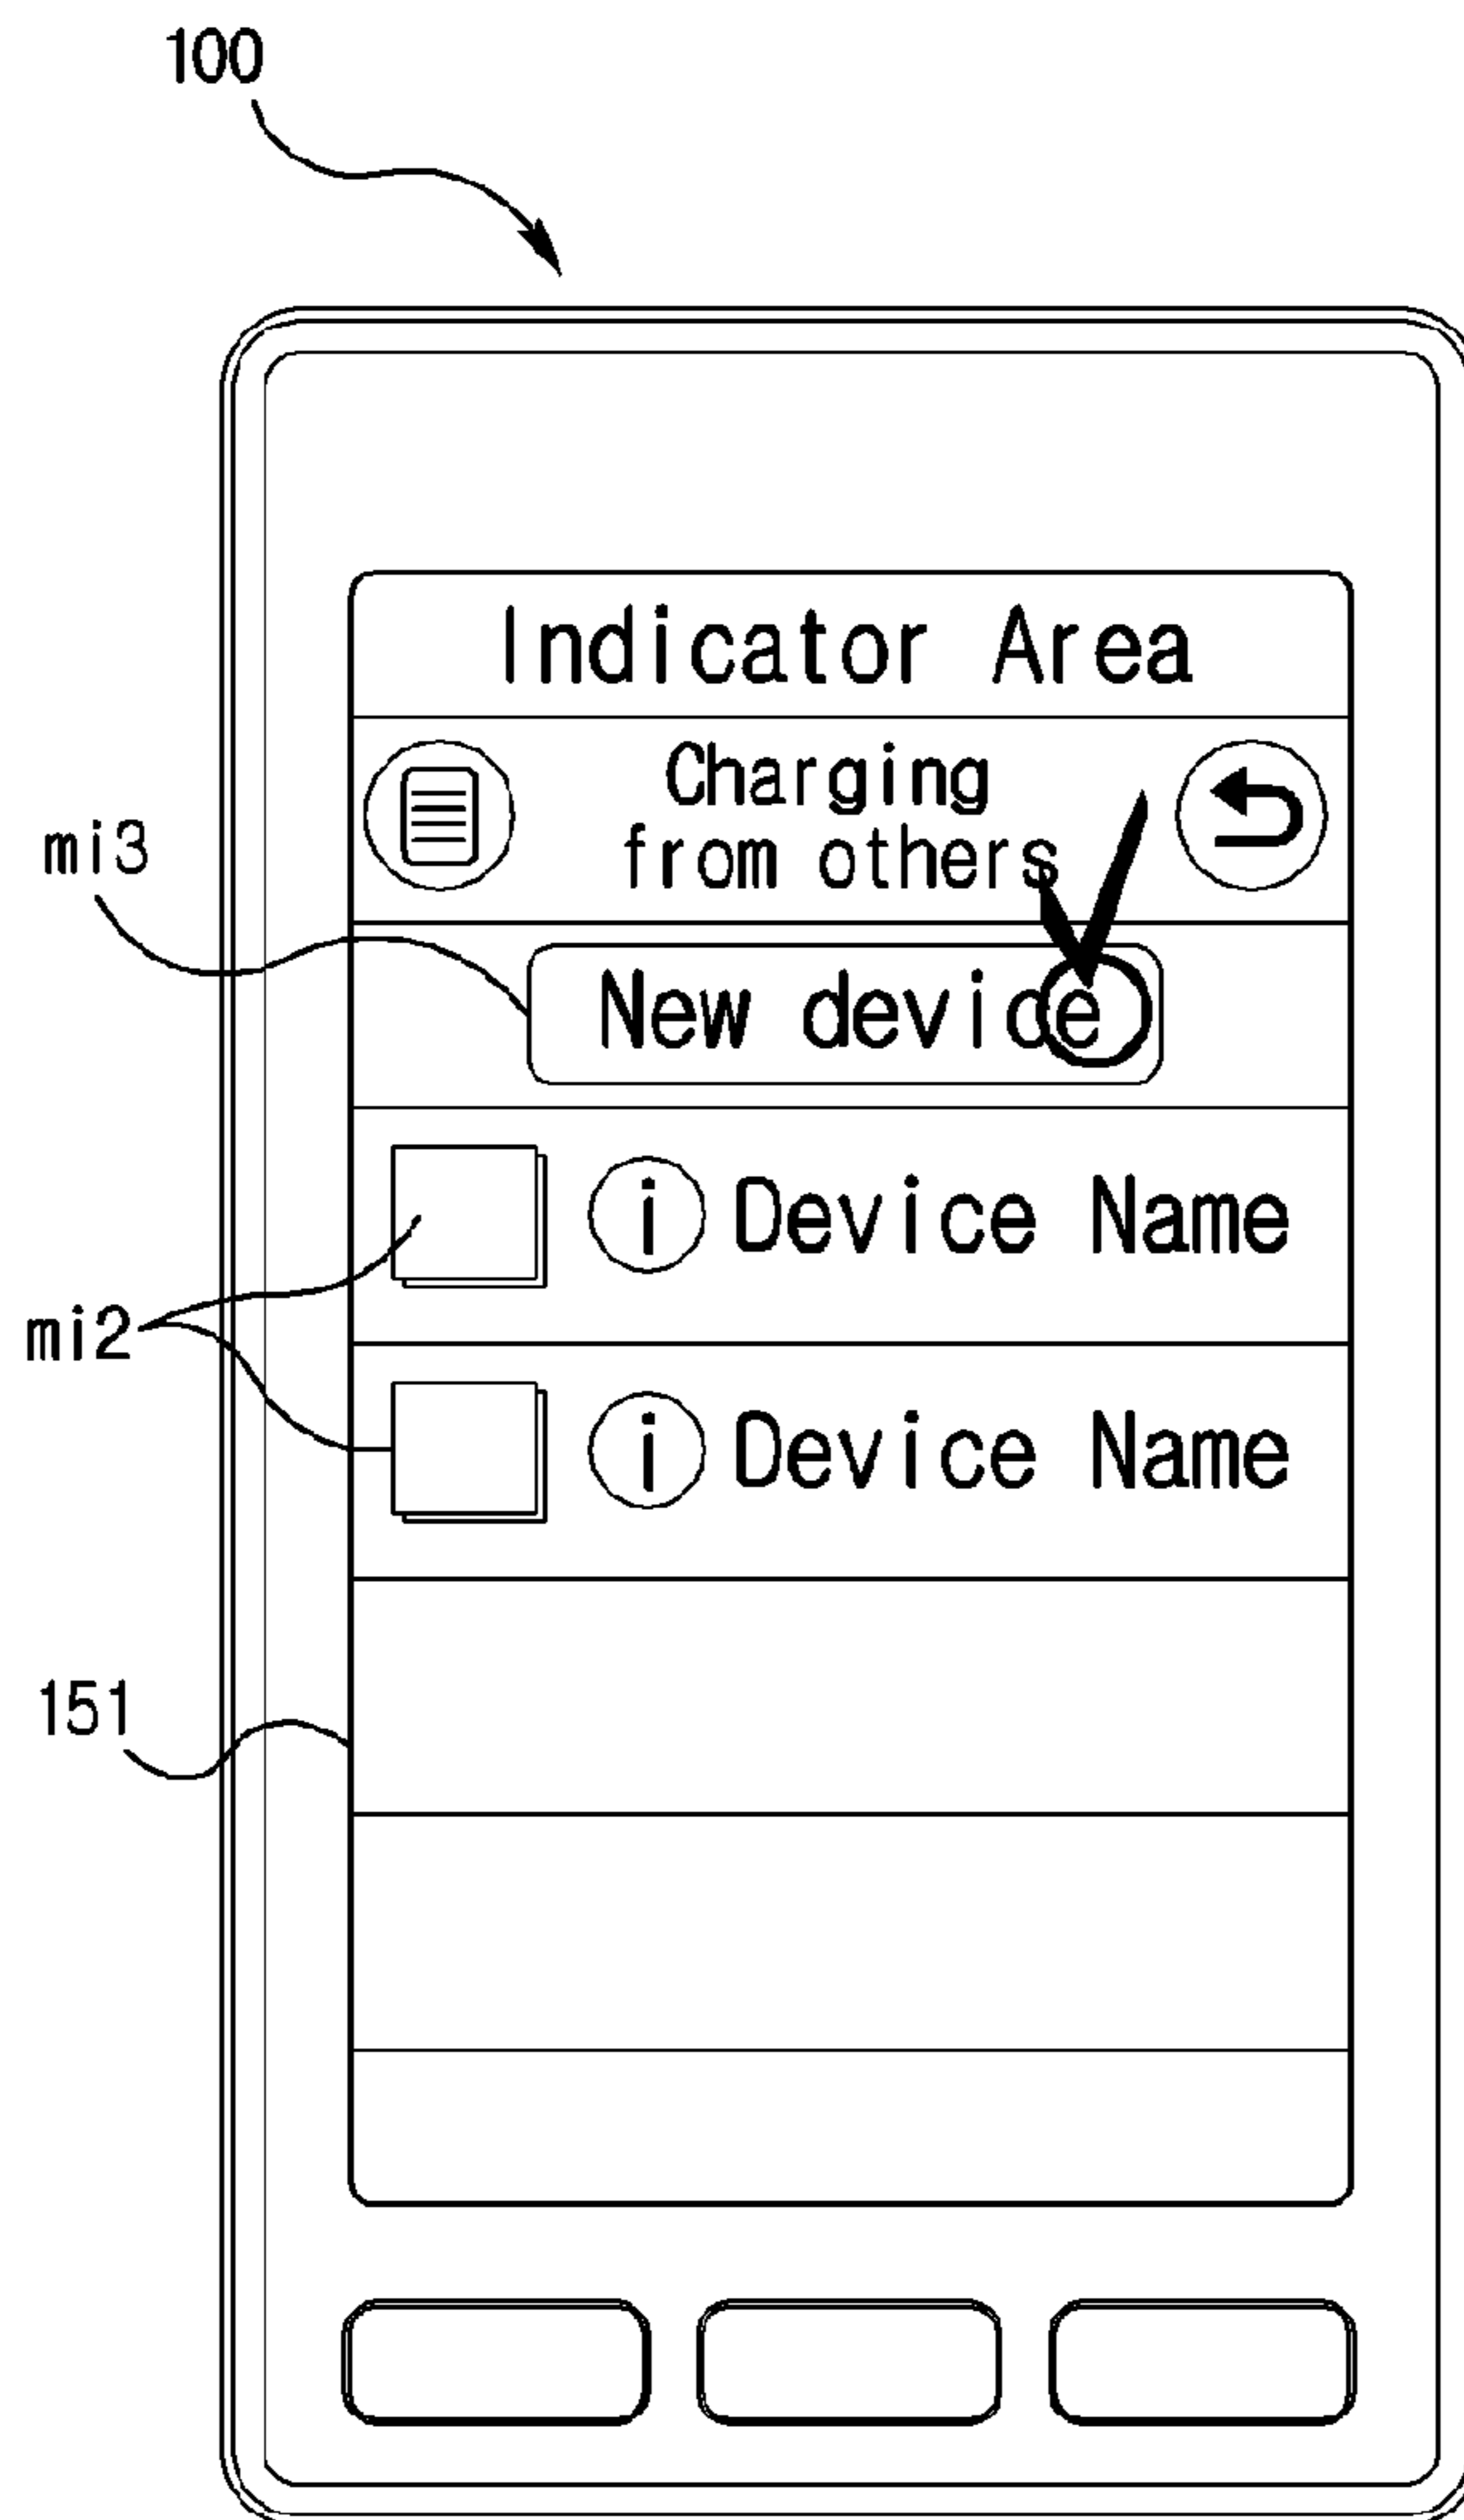 100
Indicator Area
Charging
from others
mi3
New device
i Device Name
mi2
i Device Name
151